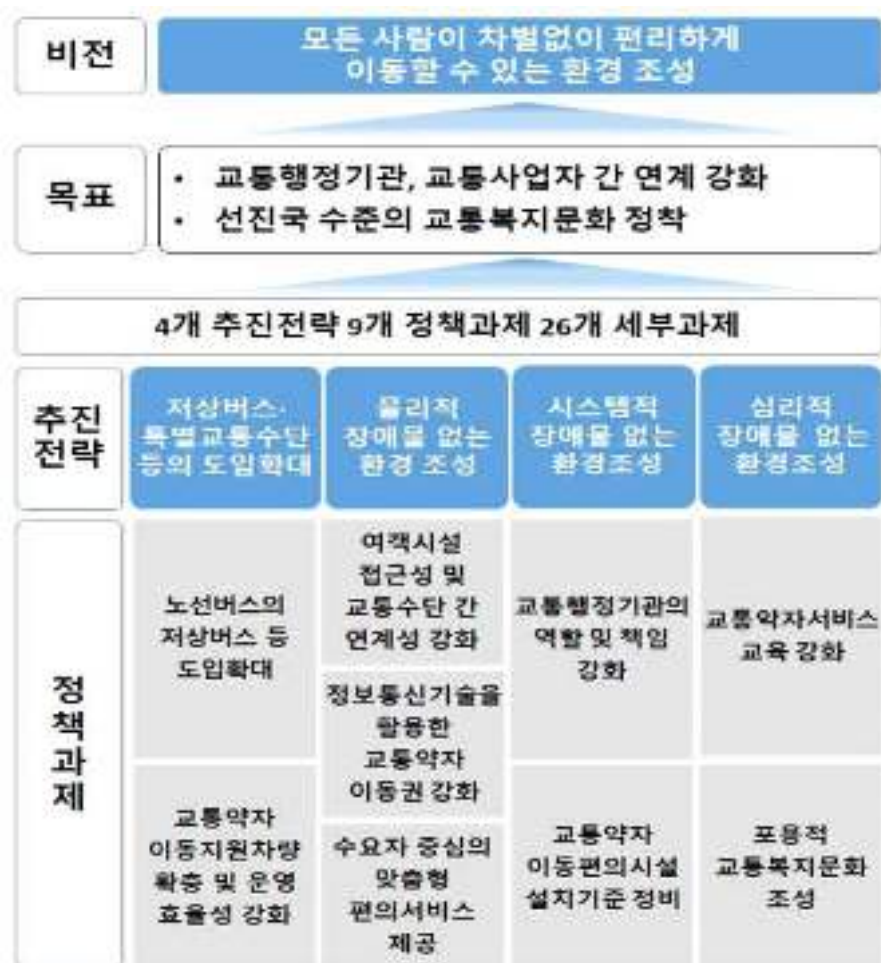 비전
모든 사람이 차별없이 편리하게
이동할 수 있는 환경 조성
목표
• 교통행정기관, 교통사업자 간 연계 강화
• 선진국 수준의 교통복지문화 정착
4개 추진전략 9개 정책과제 26개 세부과제
추진
전략
저상버스·
특별교통수단
등의 도입확대
물리적
장애물 없는
환경 조성
시스템적
장애물 없는
환경조성
심리적
장애물 없는
환경조성
정
책
과
제
노선버스의
저상버스 등
도입확대
교통약자
이동지원차량
확충 및 운영
효율성 강화
여객시설
접근성 및
교통수단 간
연계성 강화
정보통신기술을
활용한
교통약자
이동권 강화
수요자 중심의
맞춤형
편의서비스
제공
교통행정기관의
역할 및 책임
강화
교통약자
이동편의시설
설치기준 정비
교통약자서비스
교육 강화
포용적
교통복지문화
조성